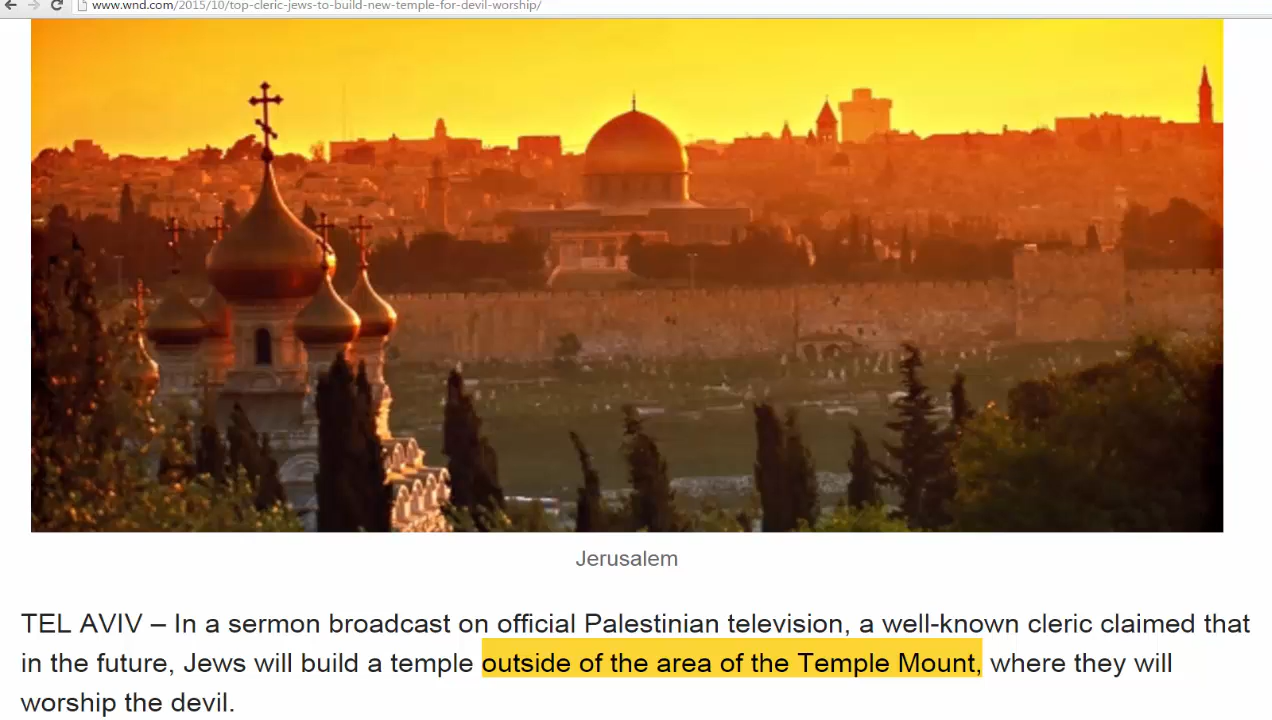 www.wnd.com/2015/10/top-cleric-jews-to-build-new-temple-for-devil-worship/
Jerusalem
TEL AVIV – In a sermon broadcast on official Palestinian television, a well-known cleric claimed that
in the future, Jews will build a temple outside of the area of the Temple Mount, where they will
worship the devil.